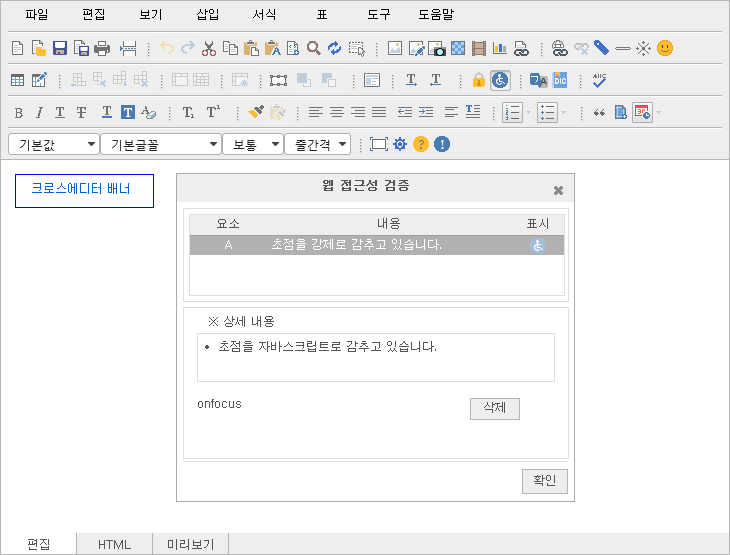 파일 편집 보기 삽입 서식 표 도구 도움말
기본값 기본글꼴 보통 줄간격
크로스에디터 배너
웹 접근성 검증
요소 내용 표시
A 초점을 강제로 감추고 있습니다.
※ 상세 내용
• 초점을 자바스크립트로 감추고 있습니다.
onfocus 삭제
확인
편집 HTML 미리보기